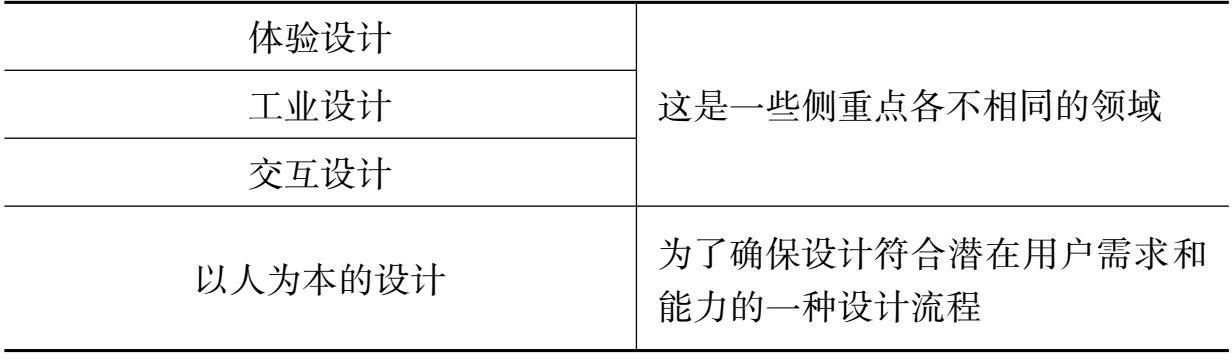 体验设计
工业设计
这是一些侧重点各不相同的领域
交互设计
以人为本的设计
为了确保设计符合潜在用户需求和
能力的一种设计流程